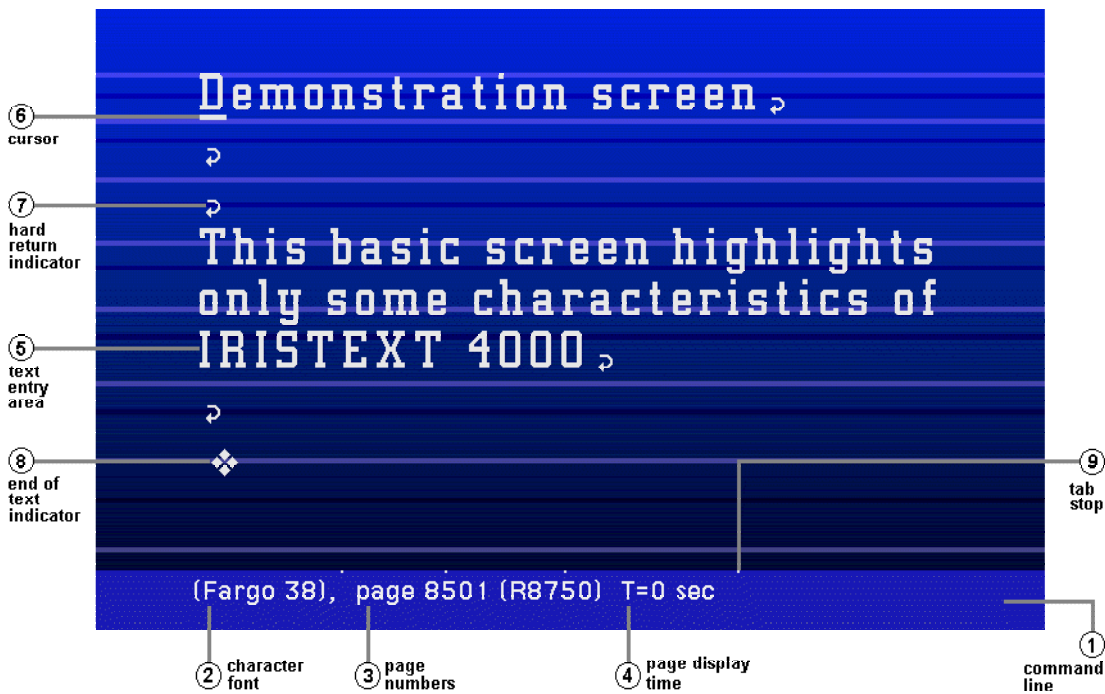 Demonstration screen
6
cursor
7
hard
return
indicator
This basic screen highlights
only some characteristics of
IRISTEXT 4000
5
text
entry
area
8
end of
text
indicator
9
tab
stop
(Fargo 38), page 8501 (R8750) T=0 sec
2 character
font
3 page
numbers
4 page display
time
1
command
line